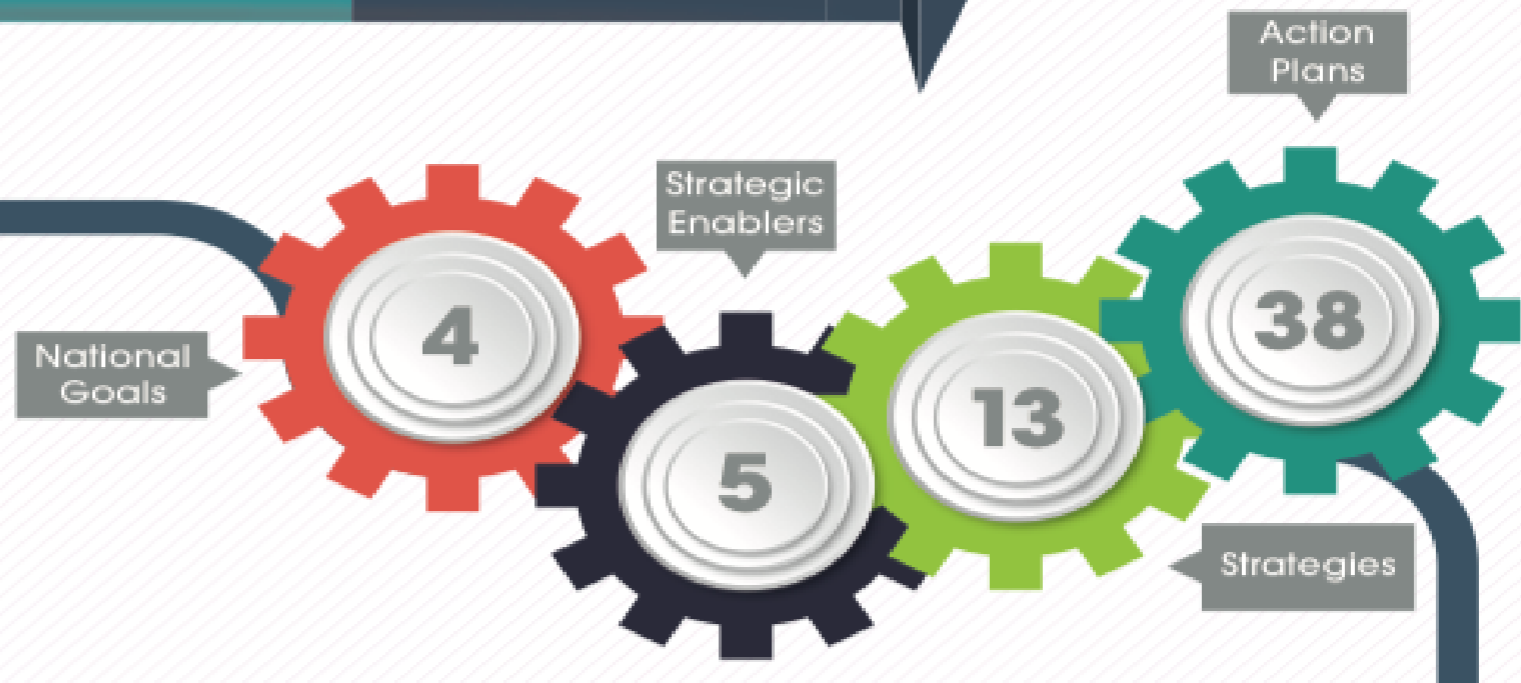 National
Goals
4
Strategic
Enablers
5
13
Strategies
Action
Plans
38